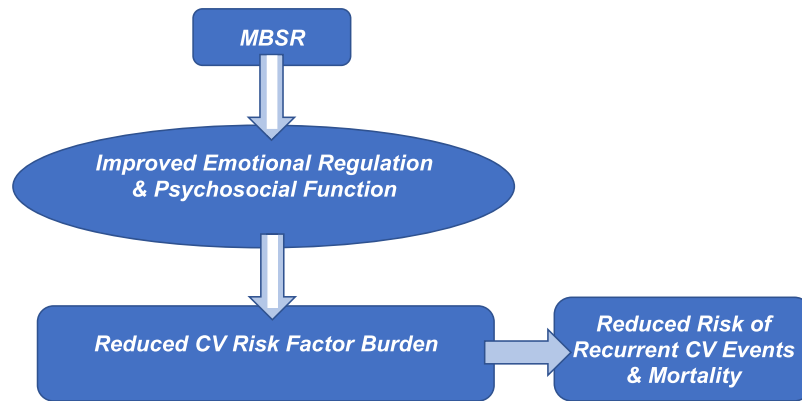 MBSR
Improved Emotional Regulation
& Psychosocial Function
Reduced CV Risk Factor Burden
Reduced Risk of
Recurrent CV Events
& Mortality